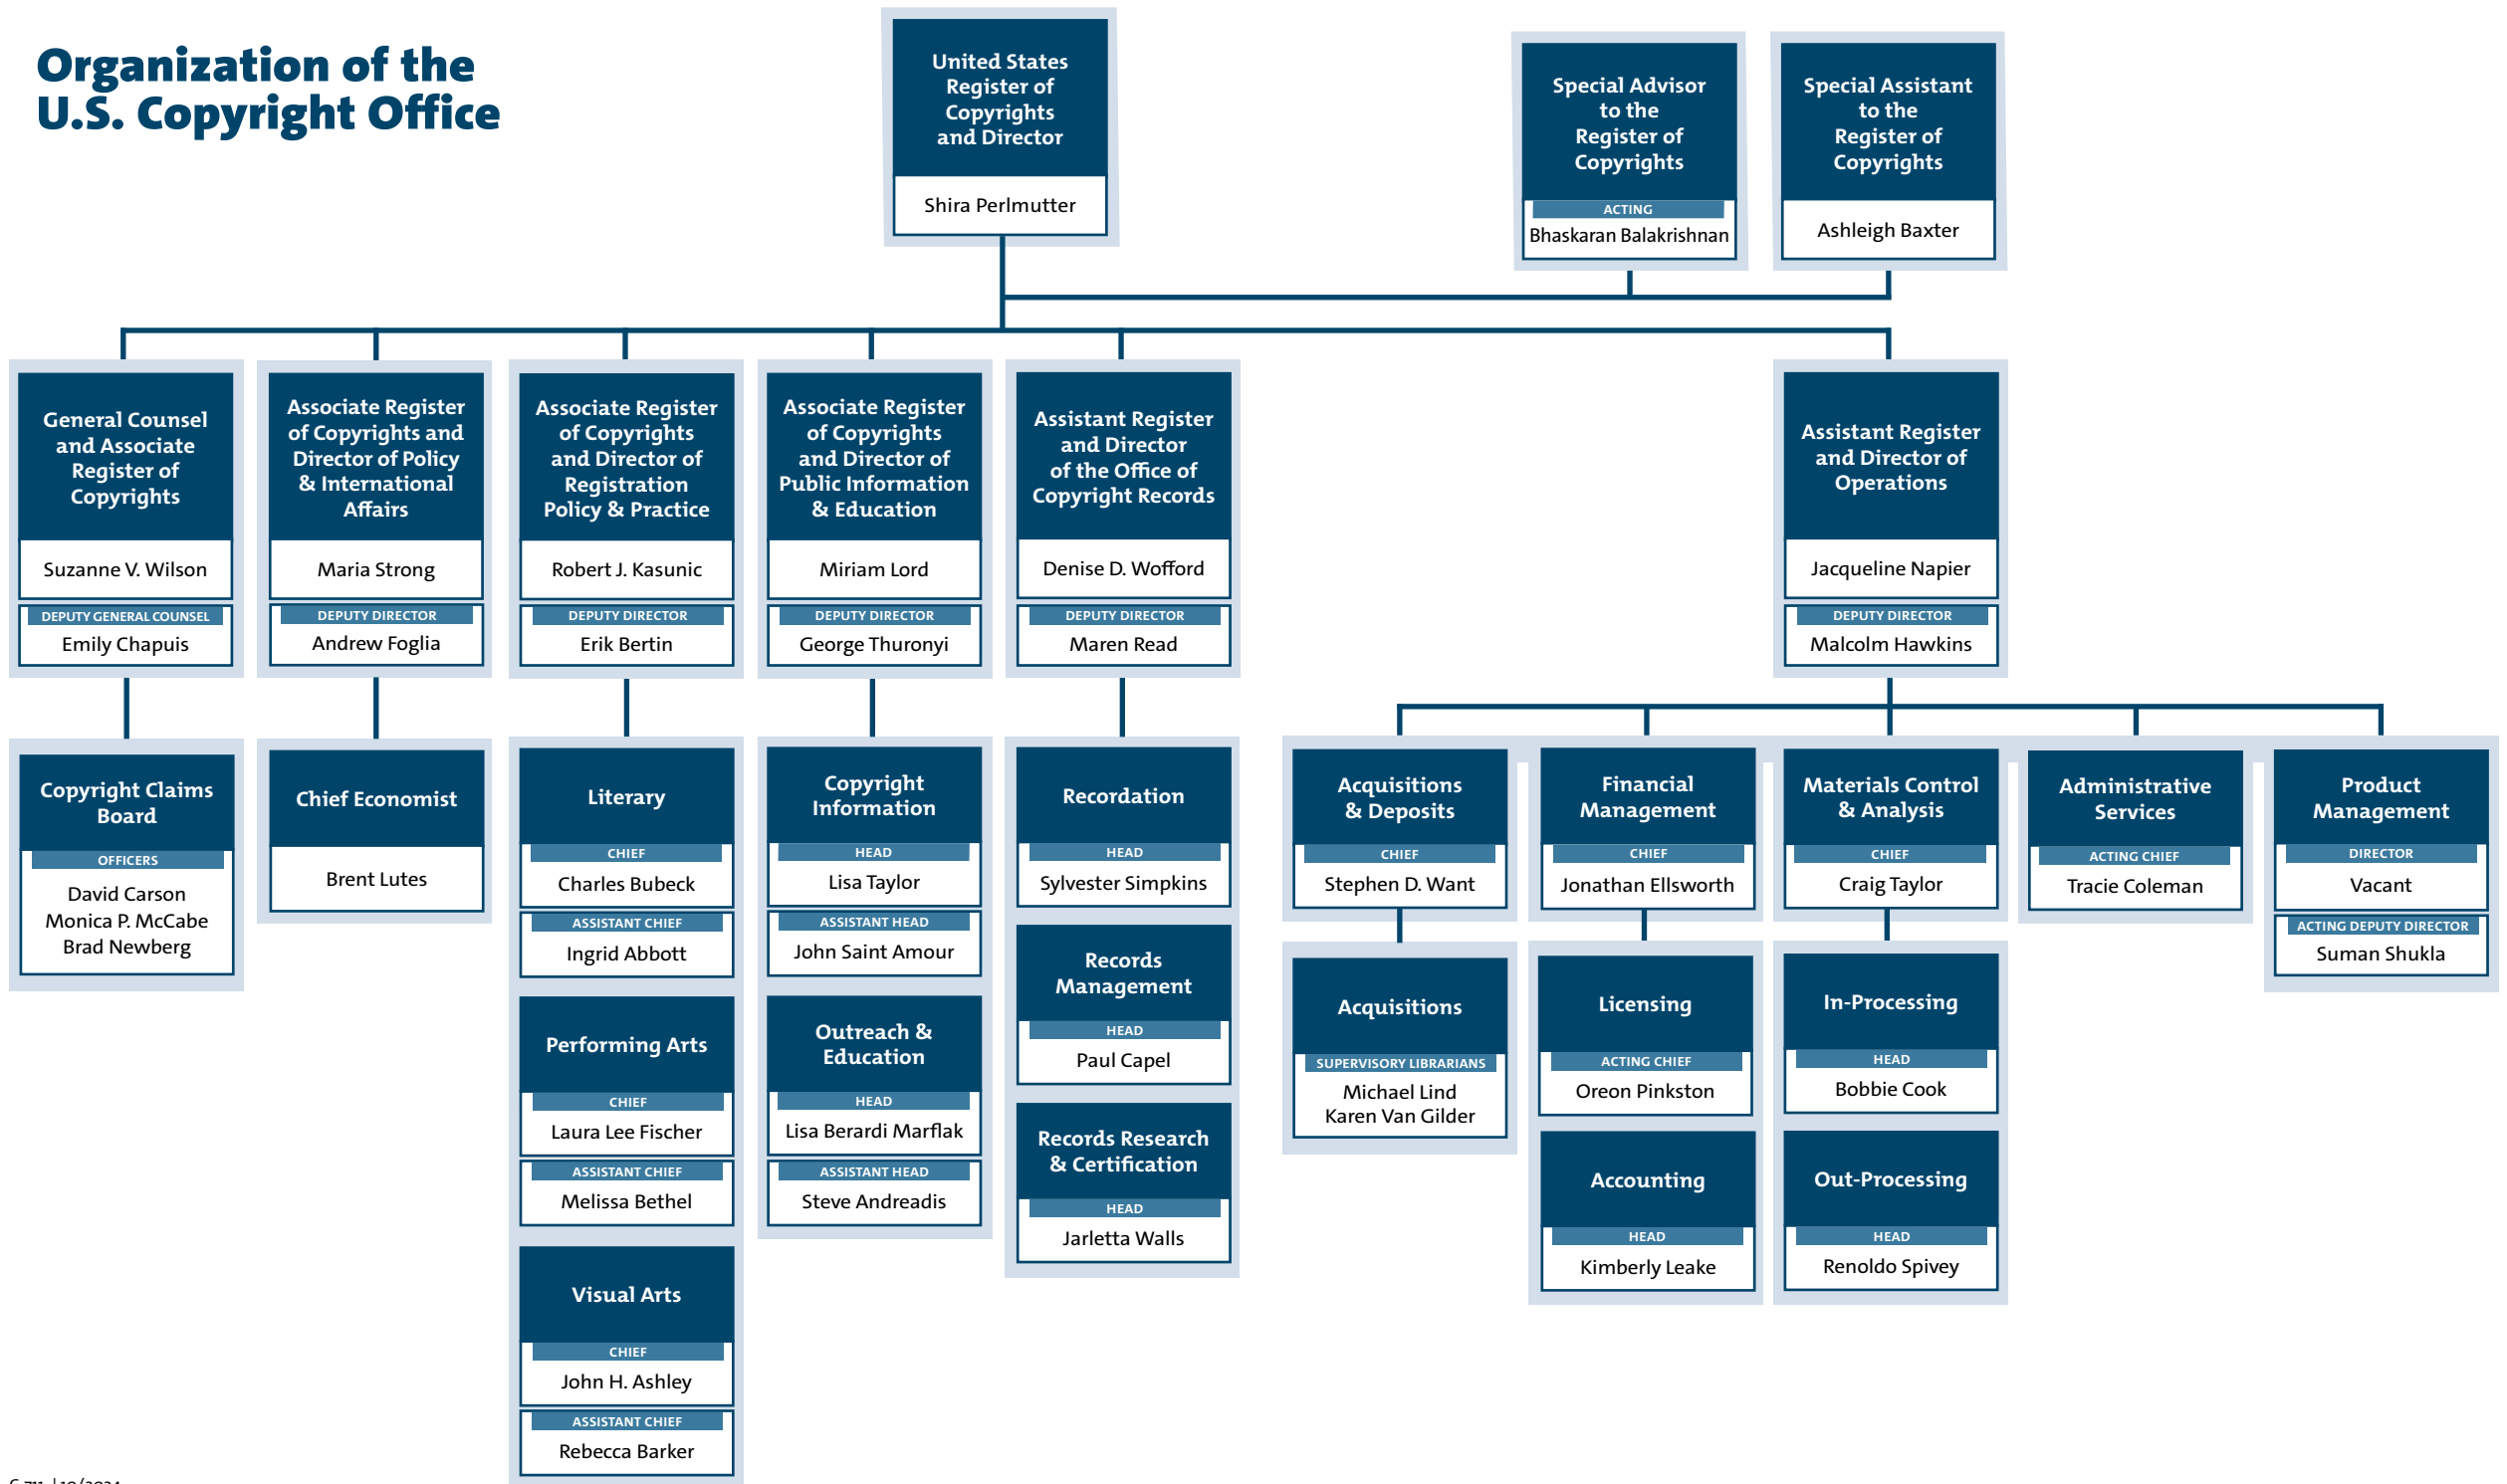 Organization of the
U.S. Copyright Office
United States
Register of
Copyrights
and Director
Shira Perlmutter
Special Advisor
to the
Register of
Copyrights
ACTING
Bhaskaran Balakrishnan
Special Assistant
to the
Register of
Copyrights
Ashleigh Baxter
General Counsel
and Associate
Register of
Copyrights
Suzanne V. Wilson
DEPUTY GENERAL COUNSEL
Emily Chapuis
Associate Register
of Copyrights and
Director of Policy
& International
Affairs
Maria Strong
DEPUTY DIRECTOR
Andrew Foglia
Associate Register
of Copyrights
and Director of
Registration
Policy & Practice
Robert J. Kasunic
DEPUTY DIRECTOR
Erik Bertin
Associate Register
of Copyrights
and Director of
Public Information
& Education
Miriam Lord
DEPUTY DIRECTOR
George Thuronyi
Assistant Register
and Director
of the Office of
Copyright Records
Denise D. Wofford
DEPUTY DIRECTOR
Maren Read
Assistant Register
and Director of
Operations
Jacqueline Napier
DEPUTY DIRECTOR
Malcolm Hawkins
Copyright Claims
Board
OFFICERS
David Carson
Monica P. McCabe
Brad Newberg
Chief Economist
Brent Lutes
Literary
CHIEF
Charles Bubeck
ASSISTANT CHIEF
Ingrid Abbott
Performing Arts
CHIEF
Laura Lee Fischer
ASSISTANT CHIEF
Melissa Bethel
Visual Arts
CHIEF
John H. Ashley
ASSISTANT CHIEF
Rebecca Barker
Copyright
Information
HEAD
Lisa Taylor
ASSISTANT HEAD
John Saint Amour
Outreach &
Education
HEAD
Lisa Berardi Marflak
ASSISTANT HEAD
Steve Andreadis
Recordation
HEAD
Sylvester Simpkins
Records
Management
HEAD
Paul Capel
Records Research
& Certification
HEAD
Jarletta Walls
Acquisitions
& Deposits
CHIEF
Stephen D. Want
Acquisitions
SUPERVISORY LIBRARIANS
Michael Lind
Karen Van Gilder
Financial
Management
CHIEF
Jonathan Ellsworth
Licensing
ACTING CHIEF
Oreon Pinkston
Accounting
HEAD
Kimberly Leake
Materials Control
& Analysis
CHIEF
Craig Taylor
In-Processing
HEAD
Bobbie Cook
Out-Processing
HEAD
Renoldo Spivey
Administrative
Services
ACTING CHIEF
Tracie Coleman
Product
Management
DIRECTOR
Vacant
ACTING DEPUTY DIRECTOR
Suman Shukla